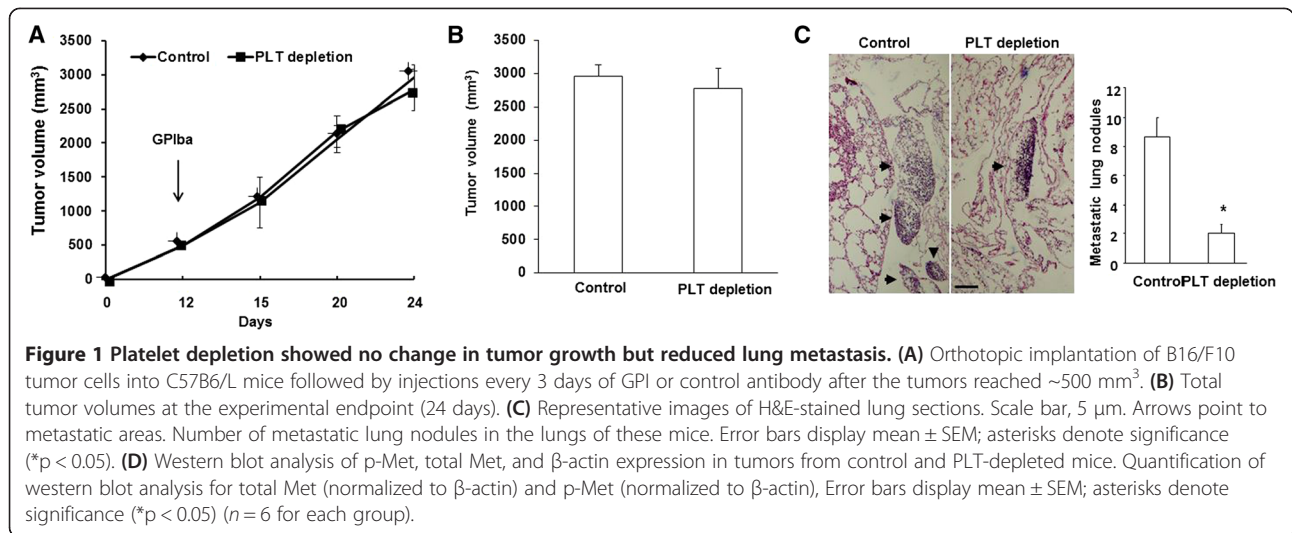 A
3500
3000
2500
2000
1500
1000
500
0
Tumor volume (mm³)
Control
PLT depletion
GPIba
0
12
15
20
24
Days
B
3500
3000
2500
2000
1500
1000
500
0
Tumor volume (mm³)
Control
PLT depletion
C
Control
PLT depletion
12
10
8
6
4
2
0
Metastatic lung nodules
*
Control
PLT depletion
Figure 1 Platelet depletion showed no change in tumor growth but reduced lung metastasis. (A) Orthotopic implantation of B16/F10
tumor cells into C57B6/L mice followed by injections every 3 days of GPI or control antibody after the tumors reached ~500 mm³. (B) Total
tumor volumes at the experimental endpoint (24 days). (C) Representative images of H&E-stained lung sections. Scale bar, 5 μm. Arrows point to
metastatic areas. Number of metastatic lung nodules in the lungs of these mice. Error bars display mean ± SEM; asterisks denote significance
(*p < 0.05). (D) Western blot analysis of p-Met, total Met, and β-actin expression in tumors from control and PLT-depleted mice. Quantification of
western blot analysis for total Met (normalized to β-actin) and p-Met (normalized to β-actin), Error bars display mean ± SEM; asterisks denote
significance (*p < 0.05) (n = 6 for each group).